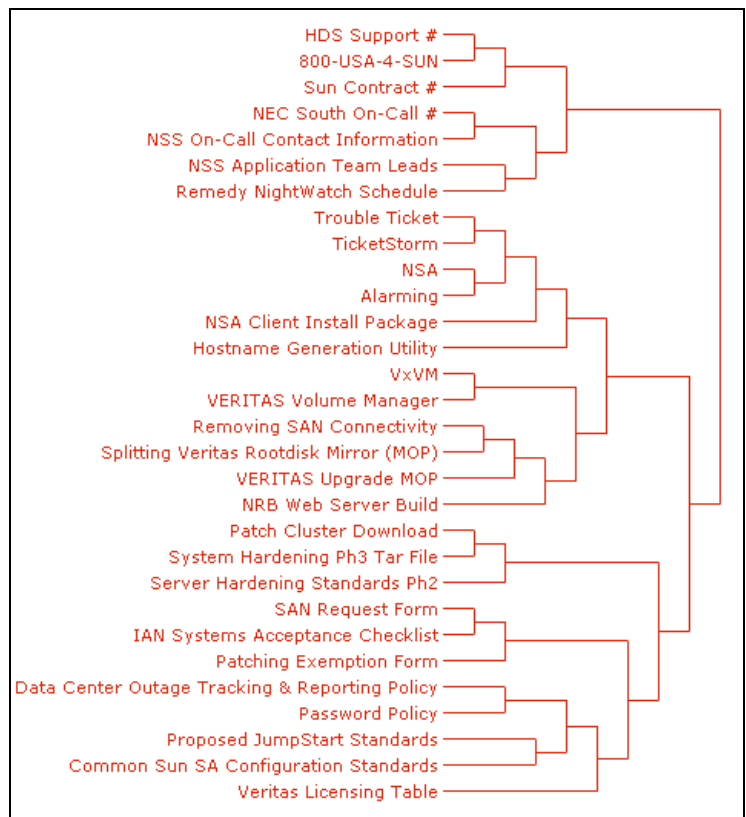 HDS Support #
800-USA-4-SUN
Sun Contract #
NEC South On-Call #
NSS On-Call Contact Information
NSS Application Team Leads
Remedy NightWatch Schedule
Trouble Ticket
TicketStorm
NSA
Alarming
NSA Client Install Package
Hostname Generation Utility
VxVM
VERITAS Volume Manager
Removing SAN Connectivity
Splitting Veritas Rootdisk Mirror (MOP)
VERITAS Upgrade MOP
NRB Web Server Build
Patch Cluster Download
System Hardening Ph3 Tar File
Server Hardening Standards Ph2
SAN Request Form
IAN Systems Acceptance Checklist
Patching Exemption Form
Data Center Outage Tracking & Reporting Policy
Password Policy
Proposed JumpStart Standards
Common Sun SA Configuration Standards
Veritas Licensing Table